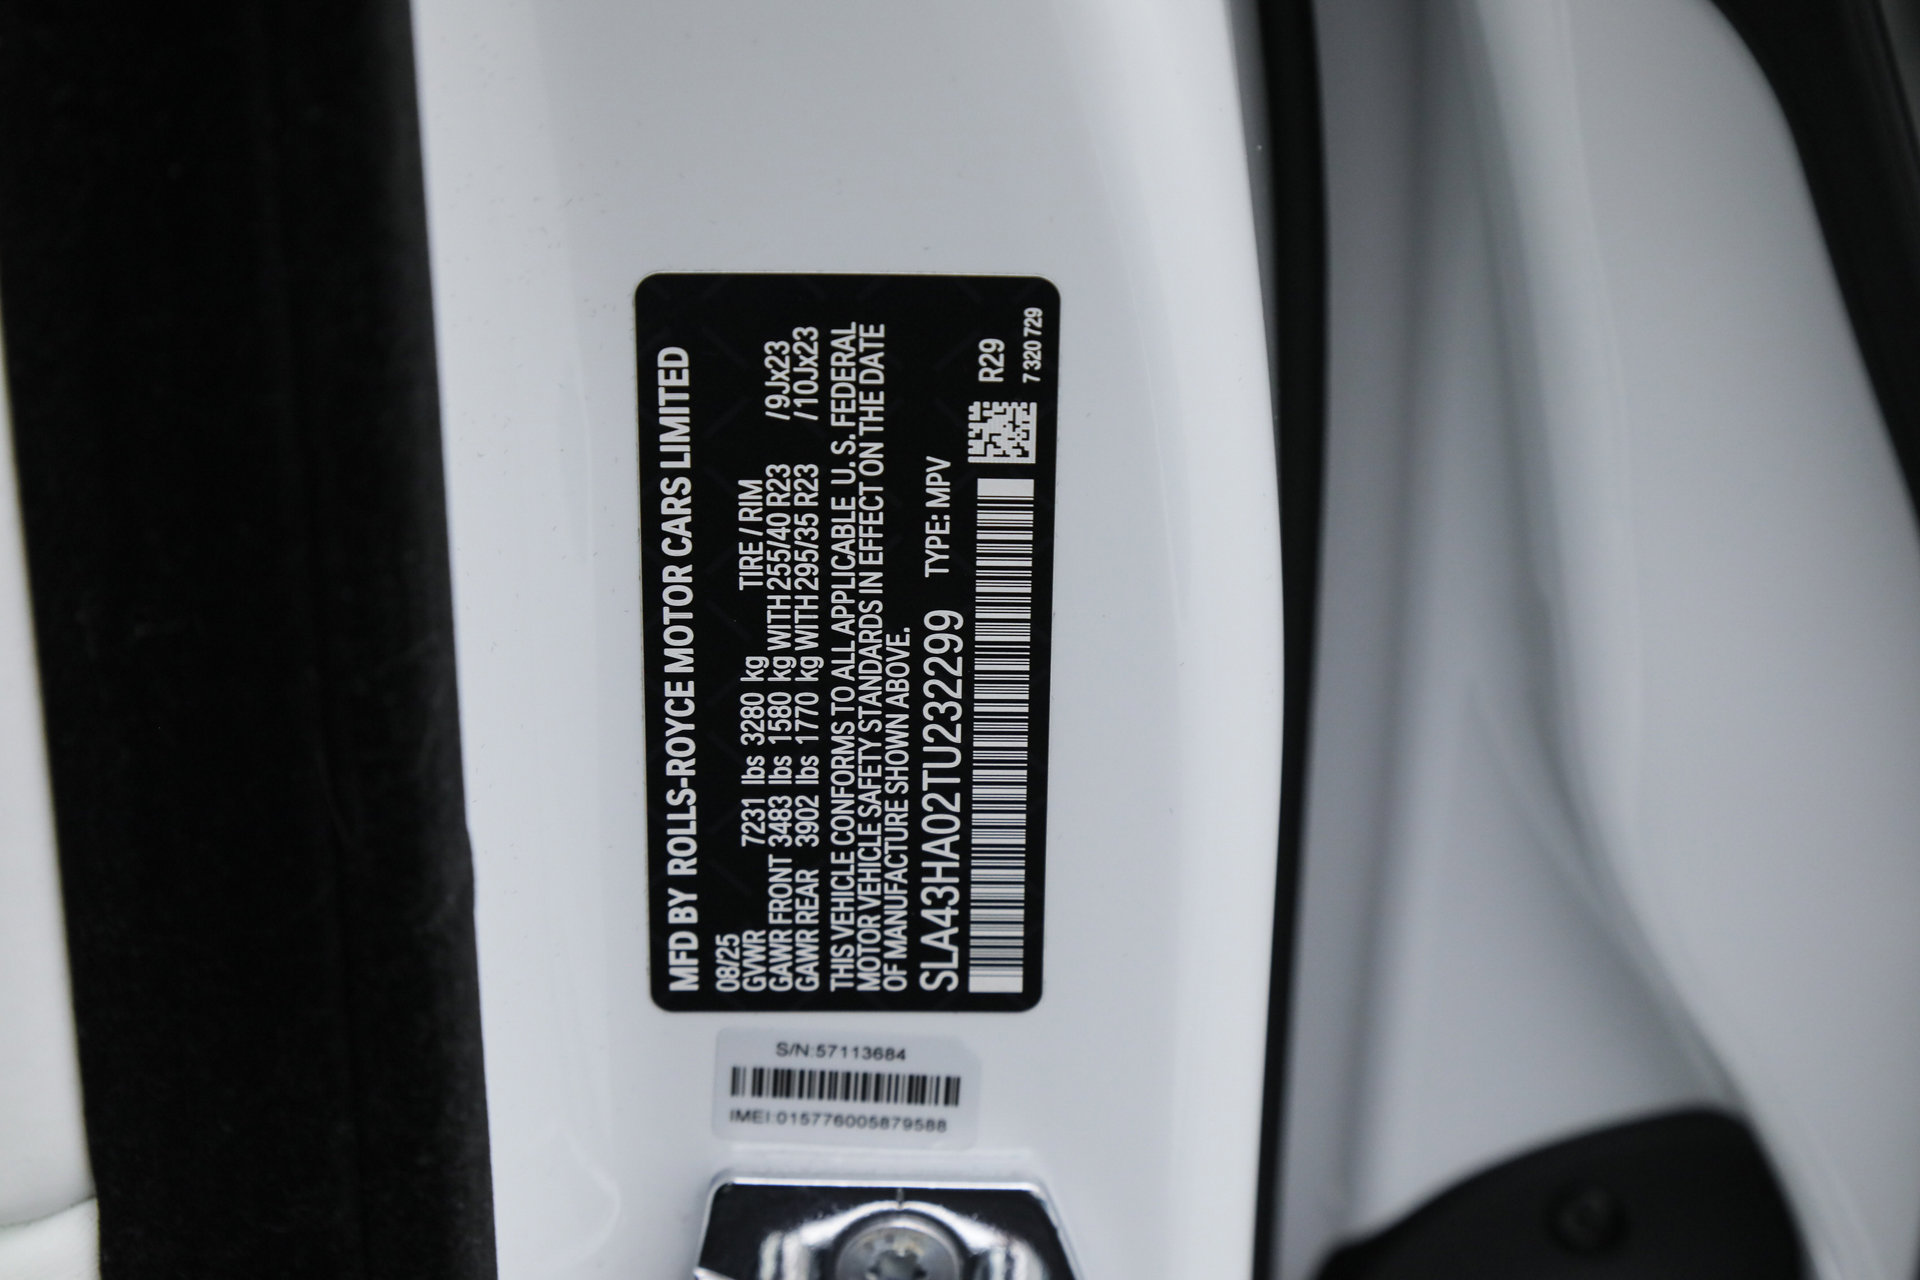 MFD BY ROLLS-ROYCE MOTOR CARS LIMITED
08/25
GVWR 7231 lbs 3280 kg TIRE / RIM
GAWR FRONT 3483 lbs 1580 kg WITH 255/40 R23 /9Jx23
GAWR REAR 3902 lbs 1770 kg WITH 295/35 R23 /10Jx23
THIS VEHICLE CONFORMS TO ALL APPLICABLE U. S. FEDERAL
MOTOR VEHICLE SAFETY STANDARDS IN EFFECT ON THE DATE
OF MANUFACTURE SHOWN ABOVE.
SLA43HA02TU232299 TYPE: MPV
R29
7 320 729
S/N:57113684
IMEI:015776005879588